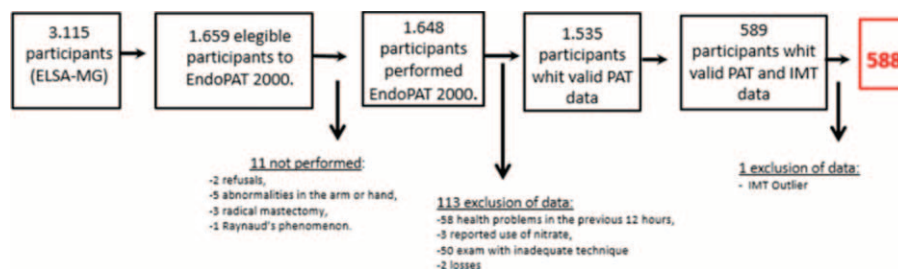 3.115
participants
(ELSA-MG)
1.659 elegible
participants to
EndoPAT 2000.
1.648
participants
performed
EndoPAT 2000.
1.535
participants
whit valid PAT
data
589
participants whit
valid PAT and IMT
data
588
11 not performed:
-2 refusals,
-5 abnormalities in the arm or hand,
-3 radical mastectomy,
-1 Raynaud's phenomenon.
113 exclusion of data:
-58 health problems in the previous 12 hours,
-3 reported use of nitrate,
-50 exam with inadequate technique
-2 losses
1 exclusion of data:
- IMT Outlier